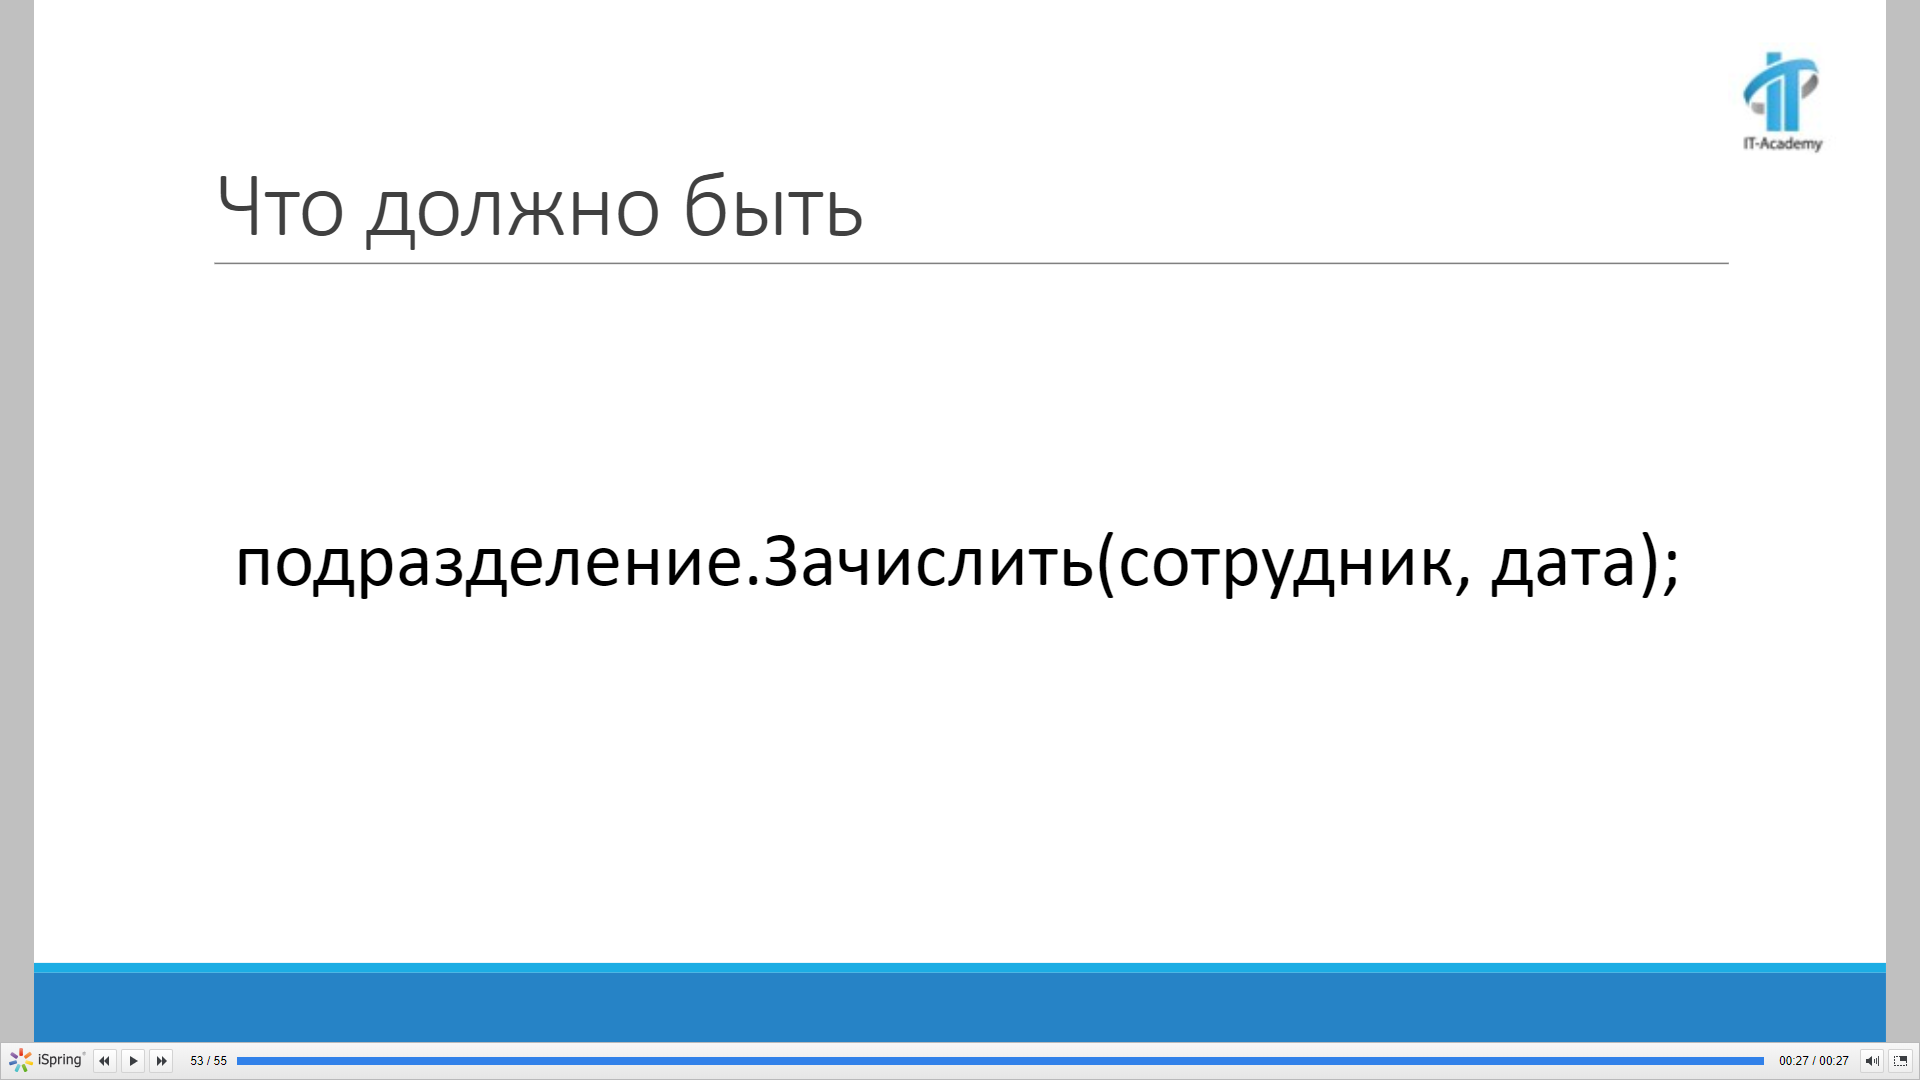 IT-Academy
Что должно быть
подразделение.Зачислить(сотрудник, дата);
iSpring
53 / 55
00:27 / 00:27